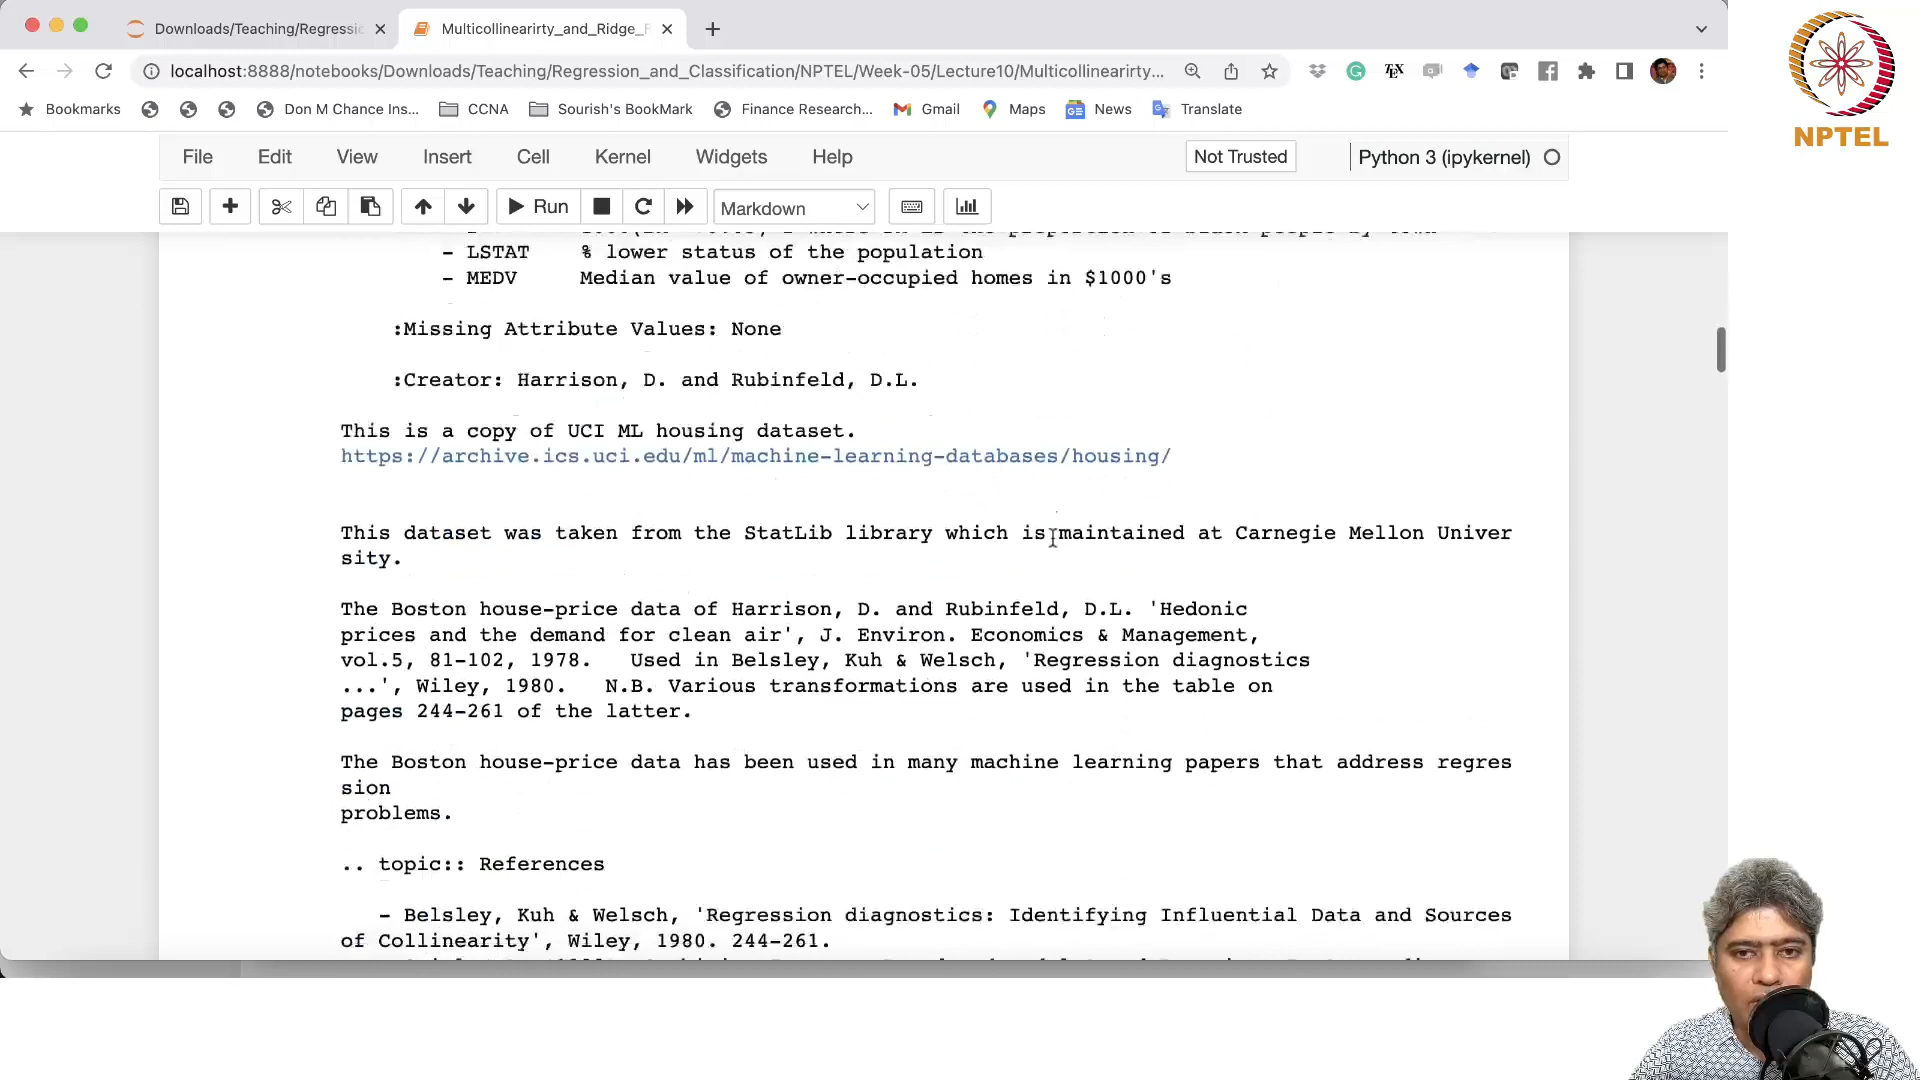 Downloads/Teaching/Regressi
Multicollinearirty_and_Ridge_R
localhost:8888/notebooks/Downloads/Teaching/Regression_and_Classification/NPTEL/Week-05/Lecture10/Multicollinearirty...
Bookmarks
Don M Chance Ins...
CCNA
Sourish's BookMark
Finance Research...
Gmail
Maps
News
Translate
NPTEL
File Edit View Insert Cell Kernel Widgets Help
Not Trusted
Python 3 (ipykernel)
Run
Markdown
- LSTAT % lower status of the population
- MEDV Median value of owner-occupied homes in $1000's
:Missing Attribute Values: None
:Creator: Harrison, D. and Rubinfeld, D.L.
This is a copy of UCI ML housing dataset.
https://archive.ics.uci.edu/ml/machine-learning-databases/housing/
This dataset was taken from the StatLib library which is maintained at Carnegie Mellon Univer
sity.
The Boston house-price data of Harrison, D. and Rubinfeld, D.L. 'Hedonic
prices and the demand for clean air', J. Environ. Economics & Management,
vol.5, 81-102, 1978. Used in Belsley, Kuh & Welsch, 'Regression diagnostics
...', Wiley, 1980. N.B. Various transformations are used in the table on
pages 244-261 of the latter.
The Boston house-price data has been used in many machine learning papers that address regres
sion
problems.
.. topic:: References
- Belsley, Kuh & Welsch, 'Regression diagnostics: Identifying Influential Data and Sources
of Collinearity', Wiley, 1980. 244-261.